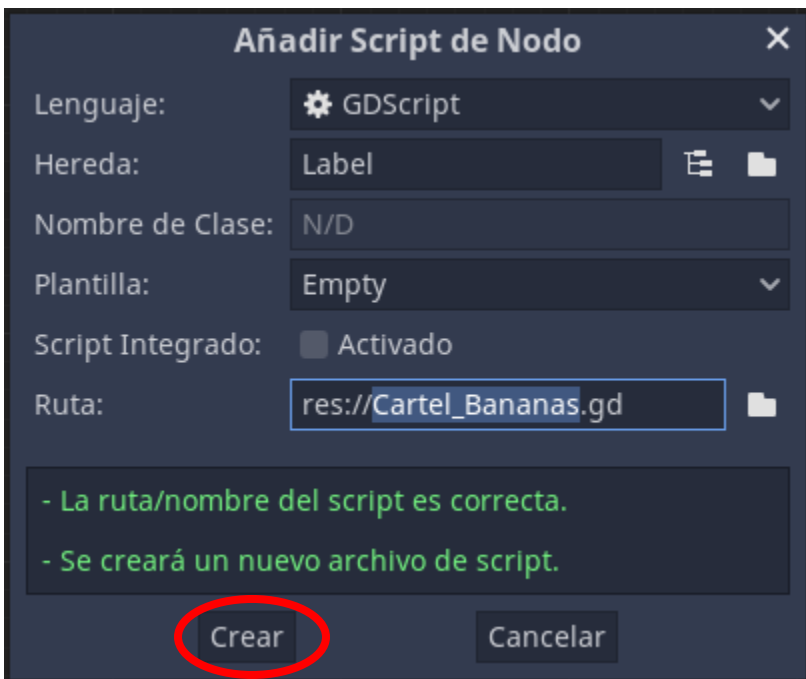 Añadir Script de Nodo
Lenguaje: GDScript
Hereda: Label
Nombre de Clase: N/D
Plantilla: Empty
Script Integrado: Activado
Ruta: res://Cartel_Bananas.gd
- La ruta/nombre del script es correcta.
- Se creará un nuevo archivo de script.
Crear Cancelar